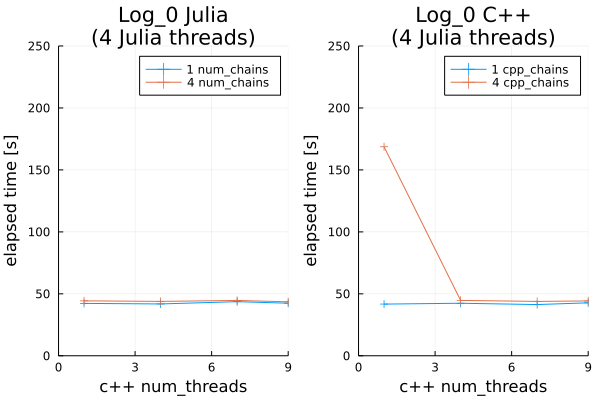 Log_0 Julia
(4 Julia threads)
250
200
150
100
50
0
elapsed time [s]
1 num_chains
4 num_chains
0
3
6
9
c++ num_threads
Log_0 C++
(4 Julia threads)
250
200
150
100
50
0
elapsed time [s]
1 cpp_chains
4 cpp_chains
0
3
6
9
c++ num_threads